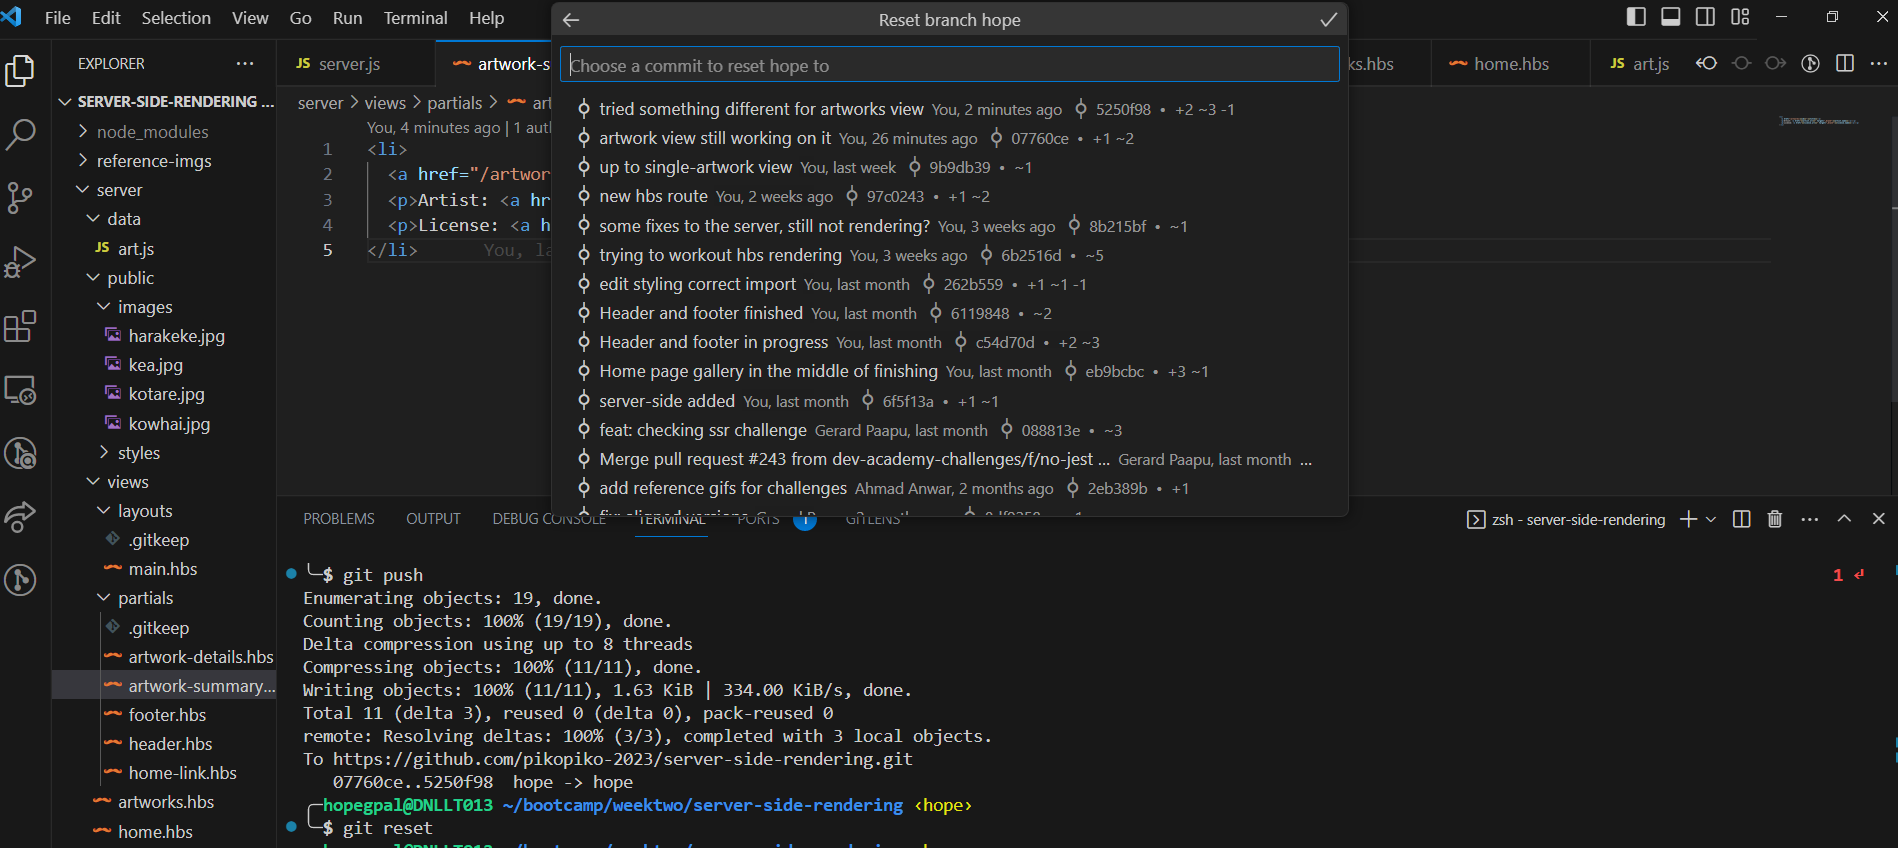 File Edit Selection View Go Run Terminal Help
Reset branch hope
Choose a commit to reset hope to
tried something different for artworks view You, 2 minutes ago 5250f98 • +2 ~3 -1
artwork view still working on it You, 26 minutes ago 07760ce • +1 ~2
up to single-artwork view You, last week 9b9db39 • ~1
new hbs route You, 2 weeks ago 97c0243 • +1 ~2
some fixes to the server, still not rendering? You, 3 weeks ago 8b215bf • ~1
trying to workout hbs rendering You, 3 weeks ago 6b2516d • ~5
edit styling correct import You, last month 262b559 • +1 ~1 -1
Header and footer finished You, last month 6119848 • ~2
Header and footer in progress You, last month c54d70d • +2 ~3
Home page gallery in the middle of finishing You, last month eb9bcbc • +3 ~1
server-side added You, last month 6f5f13a • +1 ~1
feat: checking ssr challenge Gerard Paapu, last month 088813e • ~3
Merge pull request #243 from dev-academy-challenges/f/no-jest ... Gerard Paapu, last month ...
add reference gifs for challenges Ahmad Anwar, 2 months ago 2eb389b • +1
EXPLORER ...
SERVER-SIDE-RENDERING ...
node_modules
reference-imgs
server
data
JS art.js
public
images
harakeke.jpg
kea.jpg
kotare.jpg
kowhai.jpg
styles
views
layouts
.gitkeep
main.hbs
partials
.gitkeep
artwork-details.hbs
artwork-summary...
footer.hbs
header.hbs
home-link.hbs
artworks.hbs
home.hbs
JS server.js
artwork-s
ks.hbs
home.hbs
JS art.js
server > views > partials > art
You, 4 minutes ago | 1 aut
1 <li>
2 <a href="/artwor
3 <p>Artist: <a hr
4 <p>License: <a h
5 </li> You, la
PROBLEMS OUTPUT DEBUG CONSOLE TERMINAL PORTS 1 GITLENS
zsh - server-side-rendering
$ git push 1
Enumerating objects: 19, done.
Counting objects: 100% (19/19), done.
Delta compression using up to 8 threads
Compressing objects: 100% (11/11), done.
Writing objects: 100% (11/11), 1.63 KiB | 334.00 KiB/s, done.
Total 11 (delta 3), reused 0 (delta 0), pack-reused 0
remote: Resolving deltas: 100% (3/3), completed with 3 local objects.
To https://github.com/pikopiko-2023/server-side-rendering.git
07760ce..5250f98 hope -> hope
hopegpal@DNLLT013 ~/bootcamp/weektwo/server-side-rendering ‹hope›
$ git reset